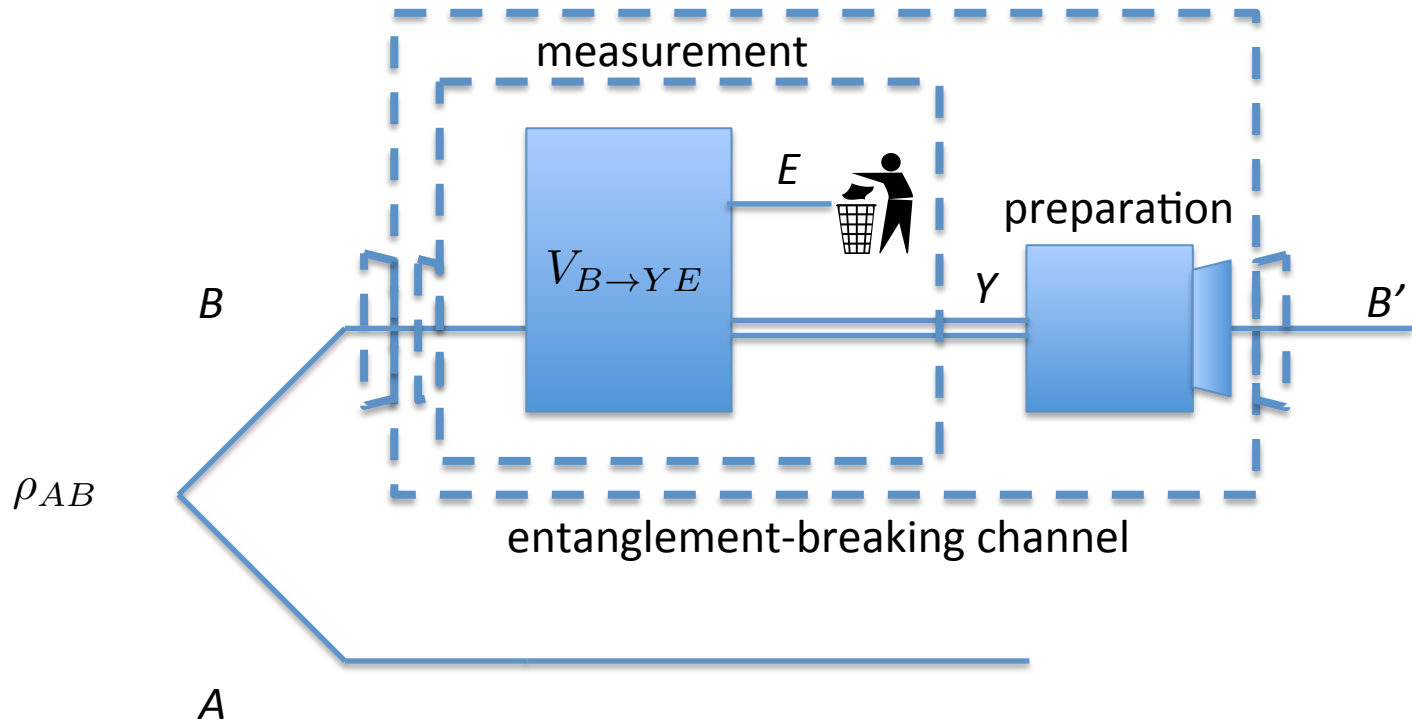 measurement
E
preparation
V_{B→YE}
B
Y
B’
ρ_{AB}
entanglement-breaking channel
A